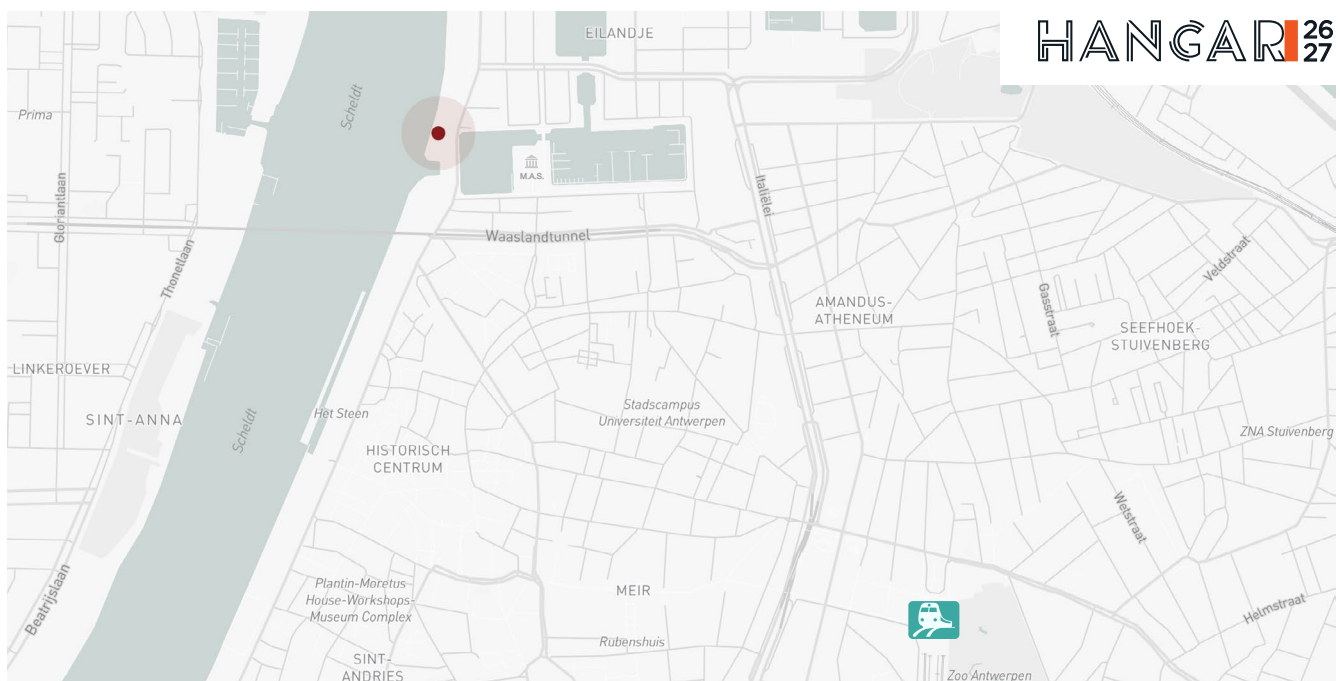 EILANDJE
HANGAR 26
27
Prima
Scheldt
M.A.S.
Gloriantlaan
Italiëlei
Waaslandtunnel
Thonetlaan
Veldstraat
AMANDUS-
ATHENEUM
Gasstraat
SEEFHOEK-
STUIVENBERG
LINKEROEVER
SINT-ANNA
Scheldt
Het Steen
Stadscampus
Universiteit Antwerpen
ZNA Stuivenberg
HISTORISCH
CENTRUM
Wetstraat
Beatrijslaan
Plantin-Moretus
House-Workshops-
Museum Complex
MEIR
Helmstraat
Rubenshuis
SINT-
ANDRIES
Zoo Antwerpen